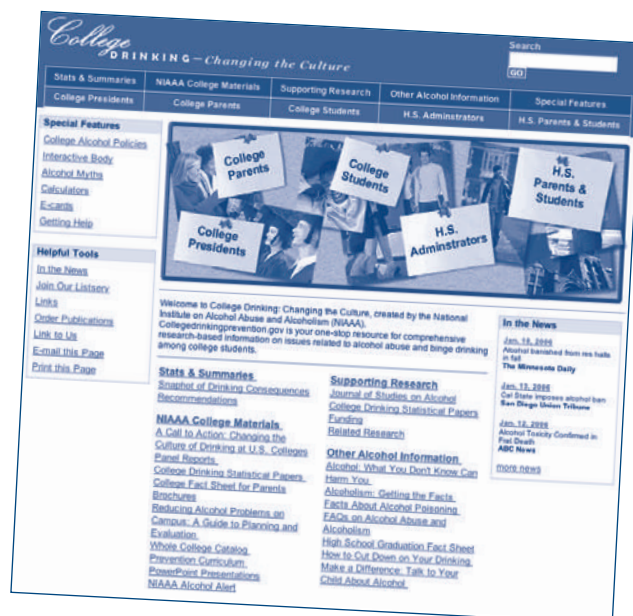 College
DRINKING – Changing the Culture
Search
GO
Stats & Summaries
NIAAA College Materials
Supporting Research
Other Alcohol Information
Special Features
College Presidents
College Parents
College Students
H.S. Adminstrators
H.S. Parents & Students
Special Features
College Alcohol Policies
Interactive Body
Alcohol Myths
Calculators
E-cards
Getting Help
Helpful Tools
In the News
Join Our Listserv
Links
Order Publications
Link to Us
E-mail this Page
Print this Page
College
Parents
College
Students
H.S.
Parents &
Students
College
Presidents
H.S.
Adminstrators
Welcome to College Drinking: Changing the Culture, created by the National
Institute on Alcohol Abuse and Alcoholism (NIAAA).
Collegedrinkingprevention.gov is your one-stop resource for comprehensive
research-based information on issues related to alcohol abuse and binge drinking
among college students.
Stats & Summaries
Snaphot of Drinking Consequences
Recommendations
NIAAA College Materials
A Call to Action: Changing the
Culture of Drinking at U.S. Colleges
Panel Reports
College Drinking Statistical Papers
College Fact Sheet for Parents
Brochures
Reducing Alcohol Problems on
Campus: A Guide to Planning and
Evaluation
Whole College Catalog
Prevention Curriculum
PowerPoint Presentations
NIAAA Alcohol Alert
Supporting Research
Journal of Studies on Alcohol
College Drinking Statistical Papers
Funding
Related Research
Other Alcohol Information
Alcohol: What You Don't Know Can
Harm You
Alcoholism: Getting the Facts
Facts About Alcohol Poisoning
FAQs on Alcohol Abuse and
Alcoholism
High School Graduation Fact Sheet
How to Cut Down on Your Drinking
Make a Difference: Talk to Your
Child About Alcohol
In the News
2006
Alcohol banished from res halls
in fall
The Minnesota Daily
Jan. 13, 2006
Cal State imposes alcohol ban
San Diego Union Tribune
Jan. 12, 2006
Alcohol Toxicity Confirmed in
Frat Death
ABC News
more news